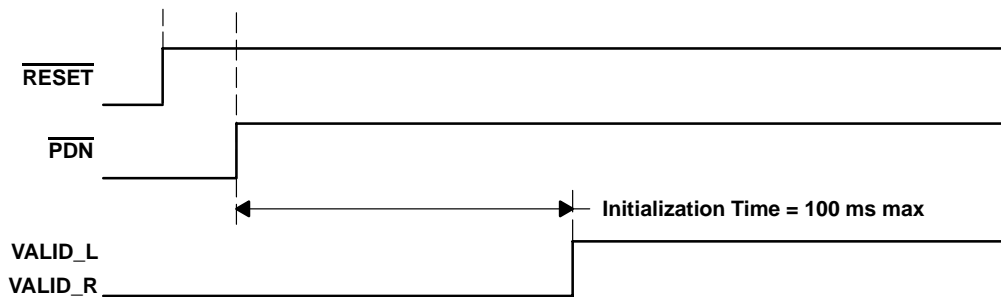 RESET
PDN
Initialization Time = 100 ms max
VALID_L
VALID_R